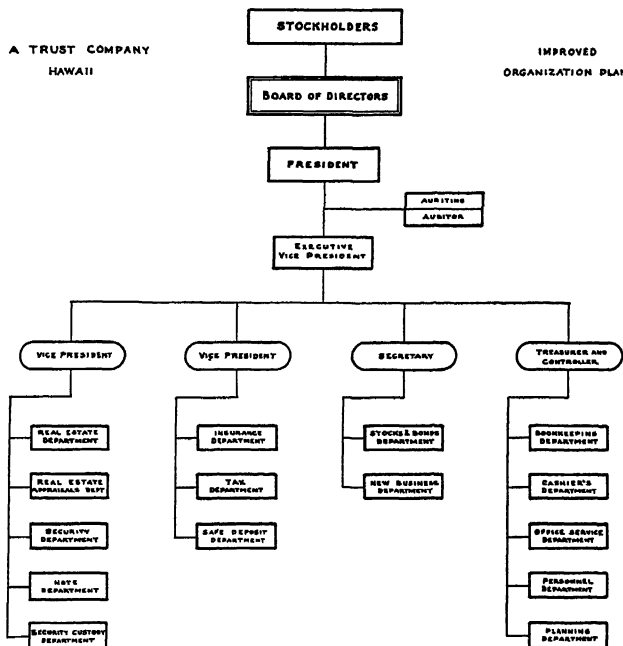 A TRUST COMPANY
HAWAII
IMPROVED
ORGANIZATION PLAN
STOCKHOLDERS
BOARD OF DIRECTORS
PRESIDENT
AUDITING
AUDITOR
EXECUTIVE
VICE PRESIDENT
VICE PRESIDENT
VICE PRESIDENT
SECRETARY
TREASURER AND
CONTROLLER
REAL ESTATE
DEPARTMENT
REAL ESTATE
APPRAISALS DEPT
SECURITY
DEPARTMENT
NOTE
DEPARTMENT
SECURITY CUSTODY
DEPARTMENT
INSURANCE
DEPARTMENT
TAX
DEPARTMENT
SAFE DEPOSIT
DEPARTMENT
STOCKS & BONDS
DEPARTMENT
NEW BUSINESS
DEPARTMENT
BOOKKEEPING
DEPARTMENT
CASHIER'S
DEPARTMENT
OFFICE SERVICE
DEPARTMENT
PERSONNEL
DEPARTMENT
PLANNING
DEPARTMENT